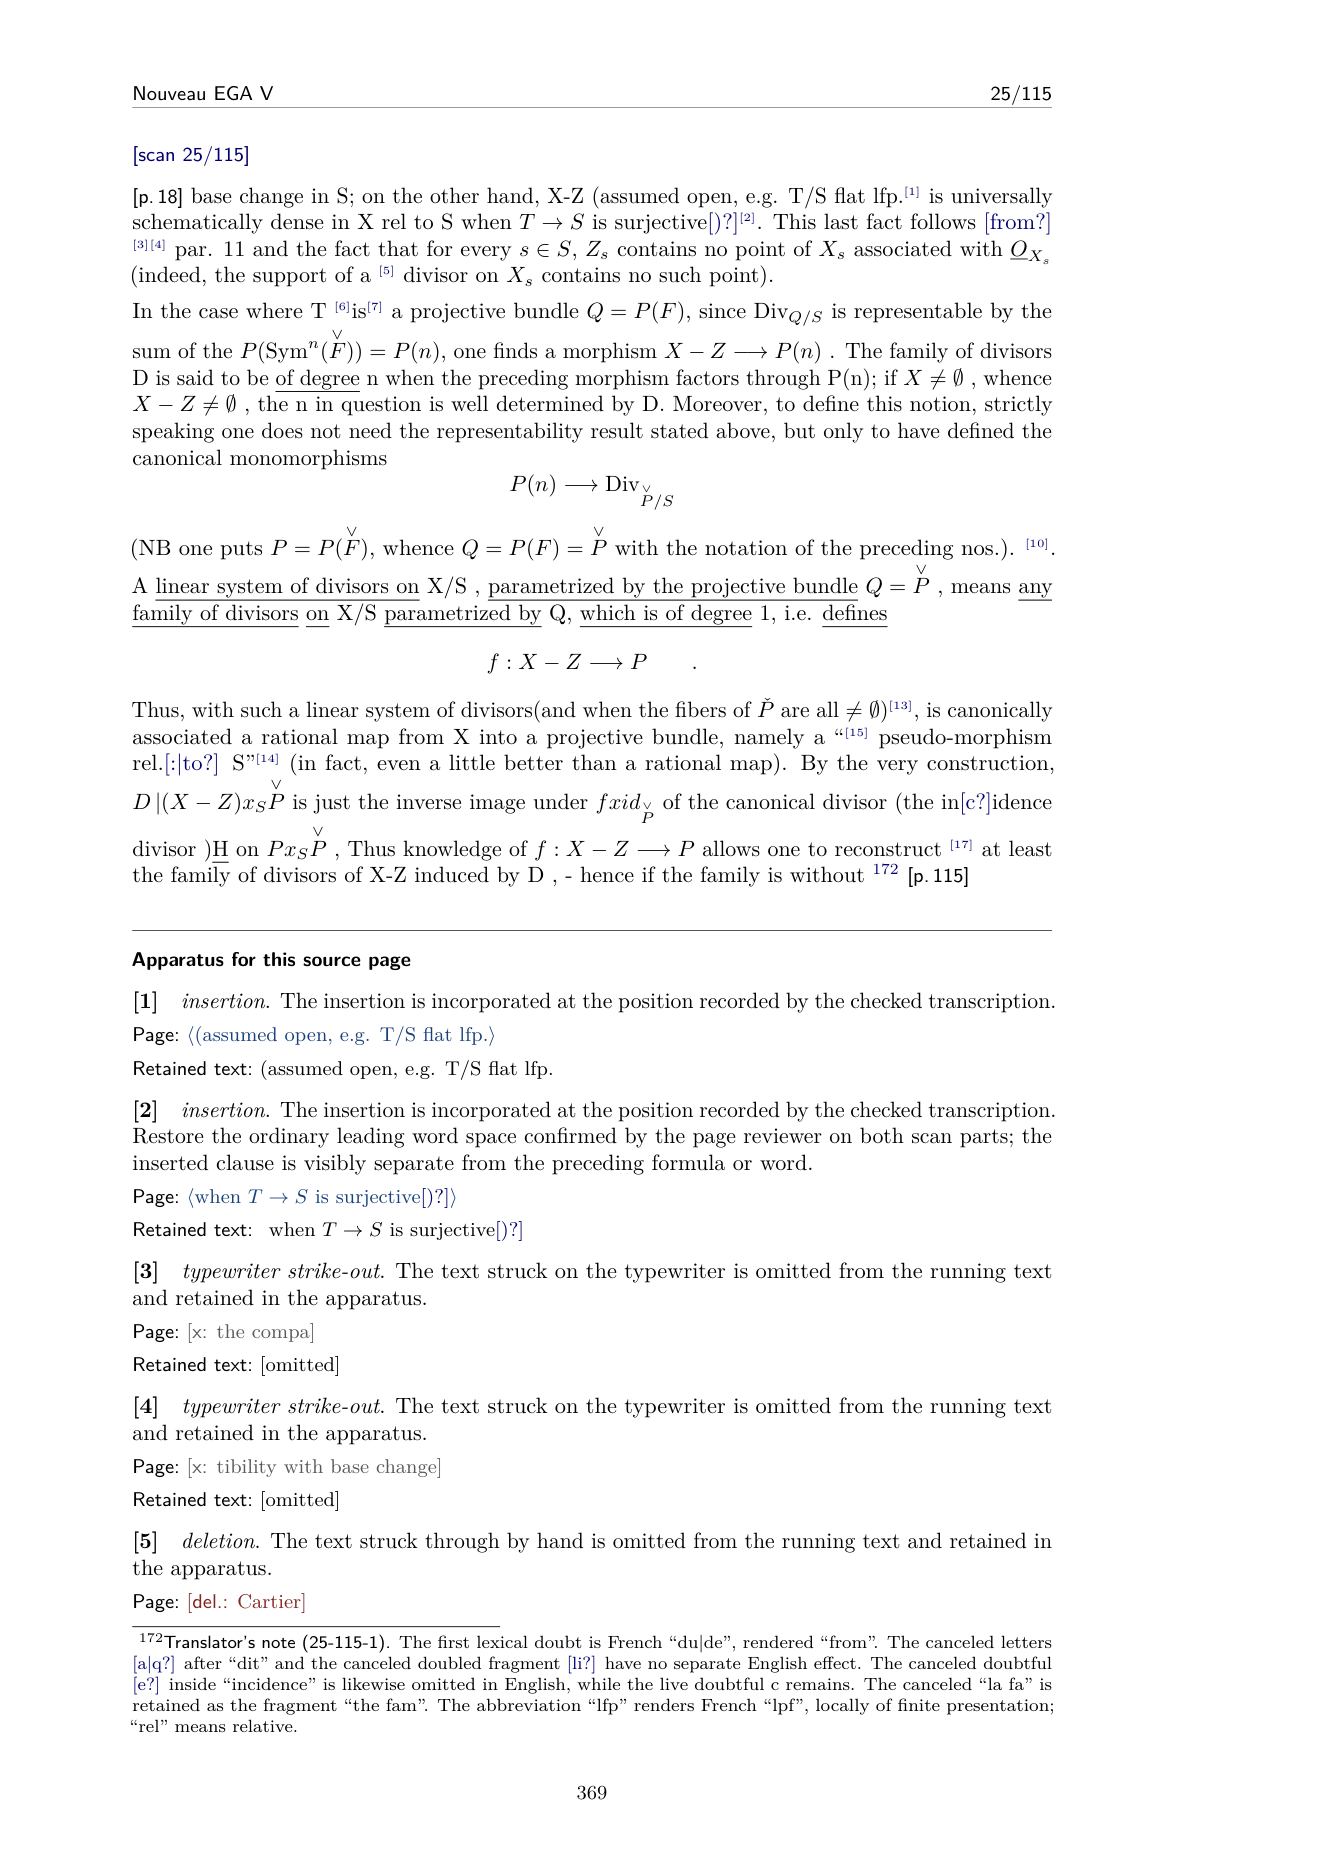 Nouveau EGA V 25/115
[scan 25/115]
[p. 18] base change in S; on the other hand, X-Z (assumed open, e.g. T/S flat lfp.[1] is universally
schematically dense in X rel to S when T → S is surjective[)?][2]. This last fact follows [from?]
[3][4] par. 11 and the fact that for every s ∈ S, Z_s contains no point of X_s associated with O_{X_s}
(indeed, the support of a [5] divisor on X_s contains no such point).
In the case where T [6]is[7] a projective bundle Q = P(F), since Div_{Q/S} is representable by the
sum of the P(Sym^n(F̌)) = P(n), one finds a morphism X − Z ⟶ P(n) . The family of divisors
D is said to be of degree n when the preceding morphism factors through P(n); if X ≠ ∅ , whence
X − Z ≠ ∅ , the n in question is well determined by D. Moreover, to define this notion, strictly
speaking one does not need the representability result stated above, but only to have defined the
canonical monomorphisms
P(n) ⟶ Div_{P̌/S}
(NB one puts P = P(F̌), whence Q = P(F) = P̌ with the notation of the preceding nos.). [10].
A linear system of divisors on X/S , parametrized by the projective bundle Q = P̌ , means any
family of divisors on X/S parametrized by Q, which is of degree 1, i.e. defines
f : X − Z ⟶ P .
Thus, with such a linear system of divisors(and when the fibers of P̌ are all ≠ ∅)[13], is canonically
associated a rational map from X into a projective bundle, namely a “[15] pseudo-morphism
rel.[:|to?] S”[14] (in fact, even a little better than a rational map). By the very construction,
D |(X − Z)x_S P̌ is just the inverse image under fxid_{P̌} of the canonical divisor (the in[c?]idence
divisor )H on Px_S P̌ , Thus knowledge of f : X − Z ⟶ P allows one to reconstruct [17] at least
the family of divisors of X-Z induced by D , - hence if the family is without 172 [p. 115]
Apparatus for this source page
[1] insertion. The insertion is incorporated at the position recorded by the checked transcription.
Page: ⟨(assumed open, e.g. T/S flat lfp.⟩
Retained text: (assumed open, e.g. T/S flat lfp.
[2] insertion. The insertion is incorporated at the position recorded by the checked transcription.
Restore the ordinary leading word space confirmed by the page reviewer on both scan parts; the
inserted clause is visibly separate from the preceding formula or word.
Page: ⟨when T → S is surjective[)?]⟩
Retained text: when T → S is surjective[)?]
[3] typewriter strike-out. The text struck on the typewriter is omitted from the running text
and retained in the apparatus.
Page: [x: the compa]
Retained text: [omitted]
[4] typewriter strike-out. The text struck on the typewriter is omitted from the running text
and retained in the apparatus.
Page: [x: tibility with base change]
Retained text: [omitted]
[5] deletion. The text struck through by hand is omitted from the running text and retained in
the apparatus.
Page: [del.: Cartier]
172Translator's note (25-115-1). The first lexical doubt is French “du|de”, rendered “from”. The canceled letters
[a|q?] after “dit” and the canceled doubled fragment [li?] have no separate English effect. The canceled doubtful
[e?] inside “incidence” is likewise omitted in English, while the live doubtful c remains. The canceled “la fa” is
retained as the fragment “the fam”. The abbreviation “lfp” renders French “lpf”, locally of finite presentation;
“rel” means relative.
369